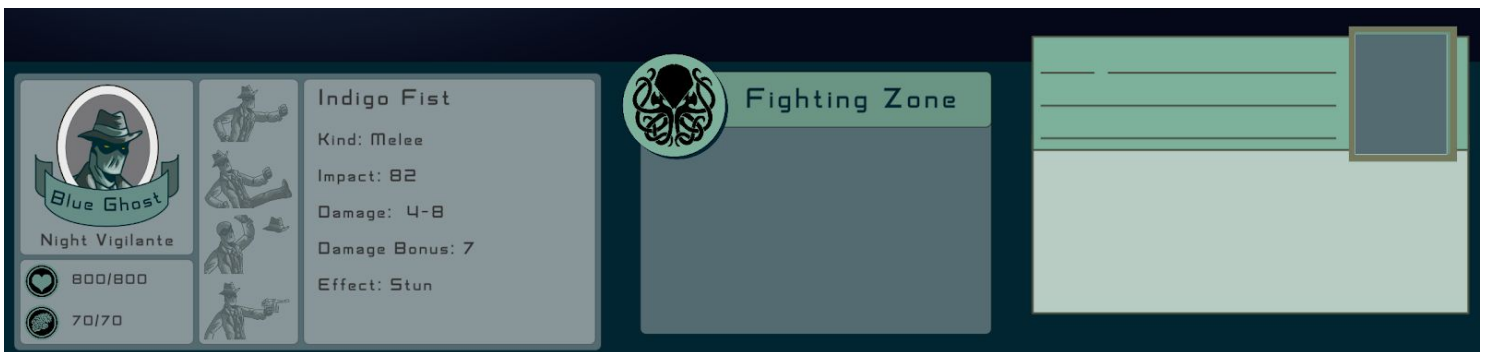 Blue Ghost
Night Vigilante
800/800
70/70
Indigo Fist
Kind: Melee
Impact: 82
Damage: 4-8
Damage Bonus: 7
Effect: Stun
Fighting Zone